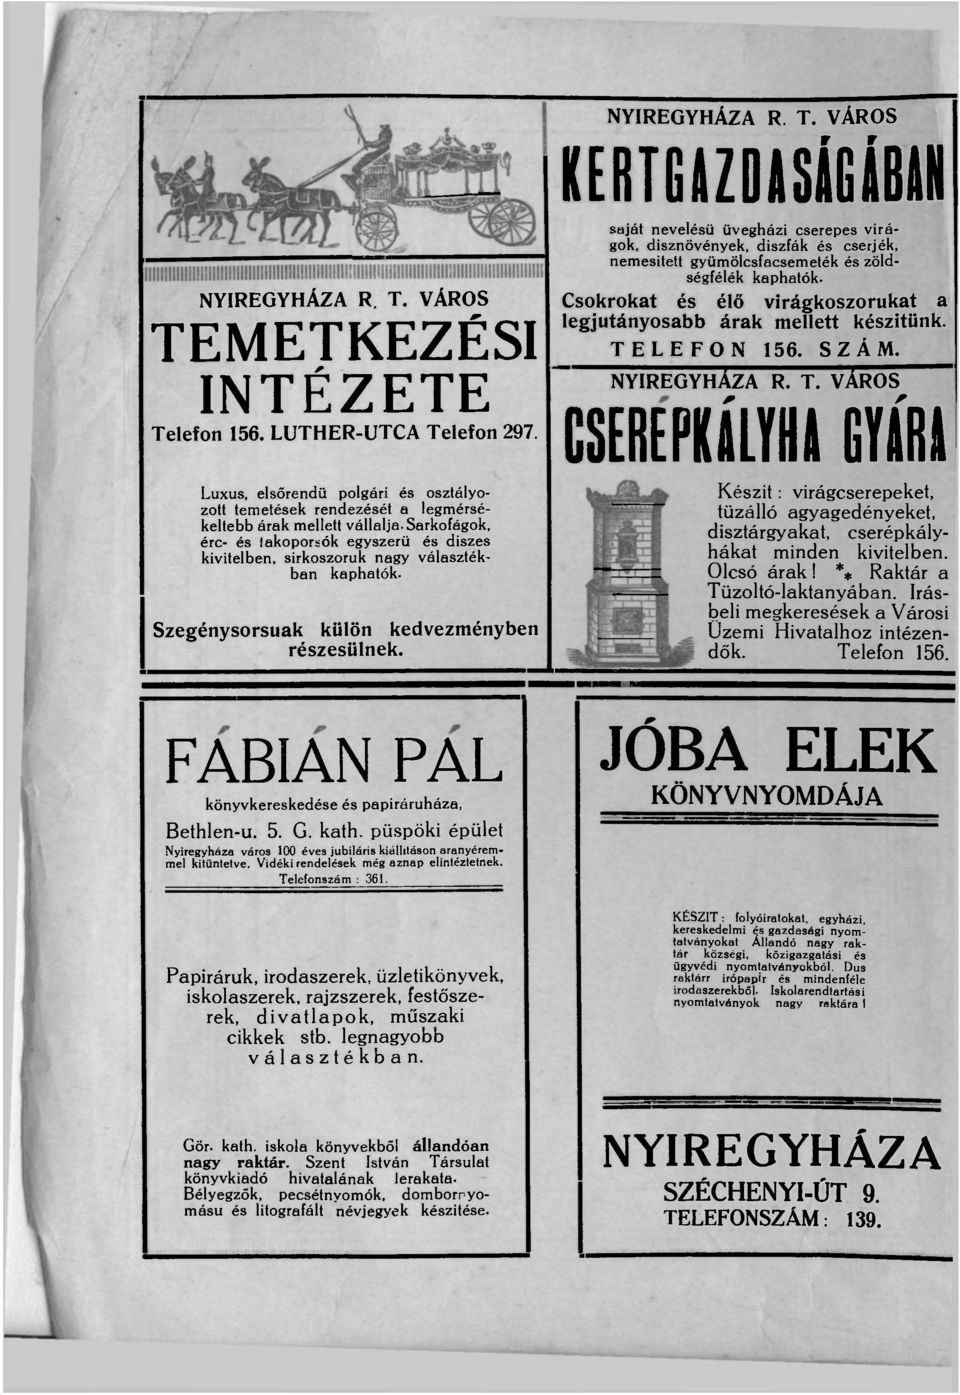 NYIREGYHÁZA R. T. VÁROS
TEMETKEZÉSI
INTÉZETE
Telefon 156. LUTHER-UTCA Telefon 297.
Luxus, elsőrendü polgári és osztályo-
zott temetések rendezését a legmérsé-
keltebb árak mellett vállalja. Sarkofágok,
érc- és fakoporsók egyszerü és diszes
kivitelben, sirkoszoruk nagy választék-
ban kaphatók.
Szegénysorsuak külön kedvezményben
részesülnek.
NYIREGYHÁZA R. T. VÁROS
KERTGAZDASÁGÁBAN
saját nevelésü üvegházi cserepes virá-
gok, disznövények, diszfák és cserjék,
nemesitett gyümölcsfacsemeték és zöld-
ségfélék kaphatók.
Csokrokat és élő virágkoszorukat a
legjutányosabb árak mellett készitünk.
TELEFON 156. SZÁM.
NYIREGYHÁZA R. T. VÁROS
CSERÉPKÁLYHA GYÁRA
Készit : virágcserepeket,
tüzálló agyagedényeket,
disztárgyakat, cserépkály-
hákat minden kivitelben.
Olcsó árak ! ** Raktár a
Tüzoltó-laktanyában. Irás-
beli megkeresések a Városi
Üzemi Hivatalhoz intézen-
dők. Telefon 156.
FÁBIÁN PÁL
könyvkereskedése és papiráruháza,
Bethlen-u. 5. G. kath. püspöki épület
Nyiregyháza város 100 éves jubiláris kiállitáson aranyérem-
mel kitüntetve. Vidéki rendelések még aznap elintéztetnek.
Telefonszám : 361.
Papiráruk, irodaszerek, üzletikönyvek,
iskolaszerek, rajzszerek, festősze-
rek, divatlapok, műszaki
cikkek stb. legnagyobb
választékban.
Gör. kath. iskola könyvekből állandóan
nagy raktár. Szent István Társulat
könyvkiadó hivatalának lerakata.
Bélyegzők, pecsétnyomók, dombornyo-
másu és litografált névjegyek készitése.
JÓBA ELEK
KÖNYVNYOMDÁJA
KÉSZIT : folyóiratokat, egyházi,
kereskedelmi és gazdasági nyom-
tatványokat Állandó nagy rak-
tár községi, közigazgatási és
ügyvédi nyomtatványokból. Dus
raktárr irópapir és mindenféle
irodaszerekből. Iskolarendtartási
nyomtatványok nagy raktára !
NYIREGYHÁZA
SZÉCHENYI-ÚT 9.
TELEFONSZÁM : 139.